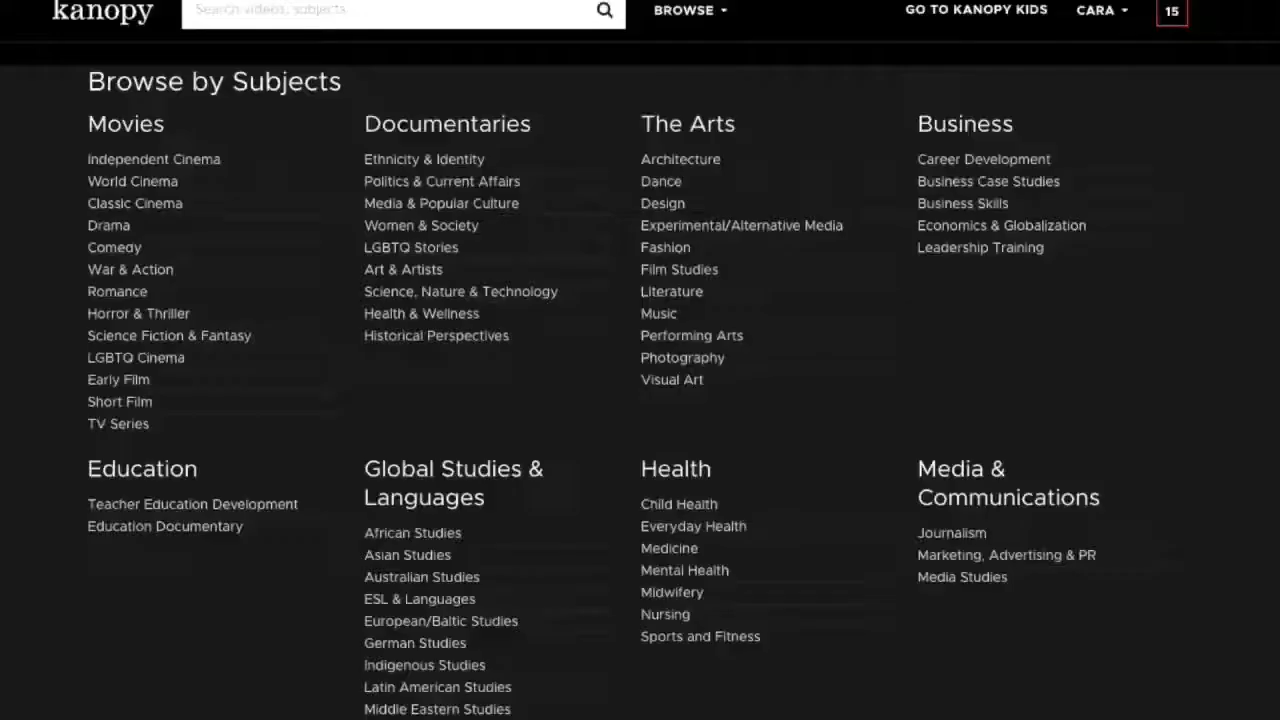 kanopy
Search videos, subjects
BROWSE
GO TO KANOPY KIDS
CARA
15
Browse by Subjects
Movies
Independent Cinema
World Cinema
Classic Cinema
Drama
Comedy
War & Action
Romance
Horror & Thriller
Science Fiction & Fantasy
LGBTQ Cinema
Early Film
Short Film
TV Series
Documentaries
Ethnicity & Identity
Politics & Current Affairs
Media & Popular Culture
Women & Society
LGBTQ Stories
Art & Artists
Science, Nature & Technology
Health & Wellness
Historical Perspectives
The Arts
Architecture
Dance
Design
Experimental/Alternative Media
Fashion
Film Studies
Literature
Music
Performing Arts
Photography
Visual Art
Business
Career Development
Business Case Studies
Business Skills
Economics & Globalization
Leadership Training
Education
Teacher Education Development
Education Documentary
Global Studies &
Languages
African Studies
Asian Studies
Australian Studies
ESL & Languages
European/Baltic Studies
German Studies
Indigenous Studies
Latin American Studies
Middle Eastern Studies
Health
Child Health
Everyday Health
Medicine
Mental Health
Midwifery
Nursing
Sports and Fitness
Media &
Communications
Journalism
Marketing, Advertising & PR
Media Studies